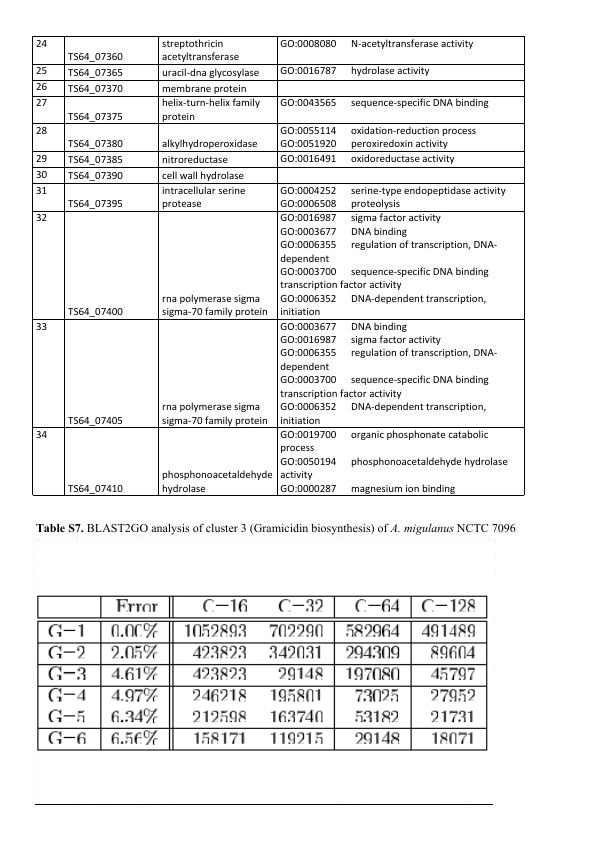 24 TS64_07360 streptothricin acetyltransferase GO:0008080 N-acetyltransferase activity
25 TS64_07365 uracil-dna glycosylase GO:0016787 hydrolase activity
26 TS64_07370 membrane protein
27 TS64_07375 helix-turn-helix family protein GO:0043565 sequence-specific DNA binding
28 TS64_07380 alkylhydroperoxidase GO:0055114 oxidation-reduction process
GO:0051920 peroxiredoxin activity
29 TS64_07385 nitroreductase GO:0016491 oxidoreductase activity
30 TS64_07390 cell wall hydrolase
31 TS64_07395 intracellular serine protease GO:0004252 serine-type endopeptidase activity
GO:0006508 proteolysis
32 TS64_07400 rna polymerase sigma sigma-70 family protein GO:0016987 sigma factor activity
GO:0003677 DNA binding
GO:0006355 regulation of transcription, DNA-
dependent
GO:0003700 sequence-specific DNA binding
transcription factor activity
GO:0006352 DNA-dependent transcription,
initiation
33 TS64_07405 rna polymerase sigma sigma-70 family protein GO:0003677 DNA binding
GO:0016987 sigma factor activity
GO:0006355 regulation of transcription, DNA-
dependent
GO:0003700 sequence-specific DNA binding
transcription factor activity
GO:0006352 DNA-dependent transcription,
initiation
34 TS64_07410 phosphonoacetaldehyde hydrolase GO:0019700 organic phosphonate catabolic
process
GO:0050194 phosphonoacetaldehyde hydrolase
activity
GO:0000287 magnesium ion binding
Table S7. BLAST2GO analysis of cluster 3 (Gramicidin biosynthesis) of A. migulanus NCTC 7096
Error C-16 C-32 C-64 C-128
G-1 0.00% 1052893 702290 582964 491489
G-2 2.05% 423823 342031 294309 89604
G-3 4.61% 423823 29148 197080 45797
G-4 4.97% 246218 195801 73025 27952
G-5 6.34% 212598 163740 53182 21731
G-6 6.56% 158171 119215 29148 18071